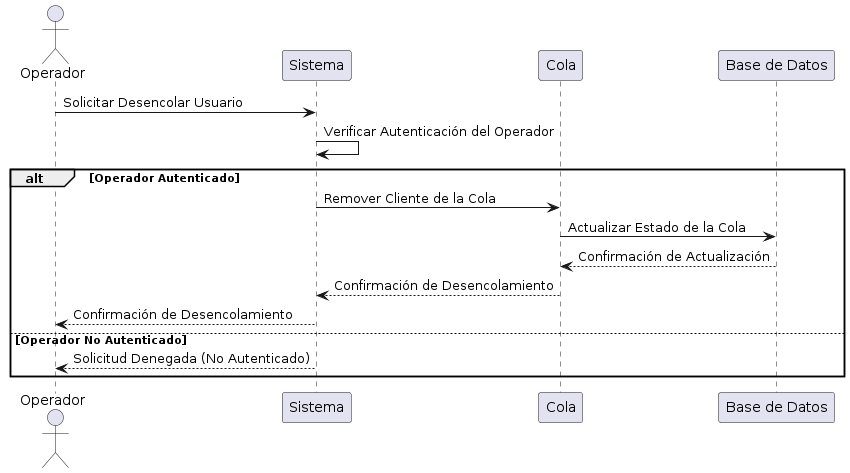 Operador
Sistema
Cola
Base de Datos
Solicitar Desencolar Usuario
Verificar Autenticación del Operador
alt
[Operador Autenticado]
Remover Cliente de la Cola
Actualizar Estado de la Cola
Confirmación de Actualización
Confirmación de Desencolamiento
Confirmación de Desencolamiento
[Operador No Autenticado]
Solicitud Denegada (No Autenticado)
Operador
Sistema
Cola
Base de Datos